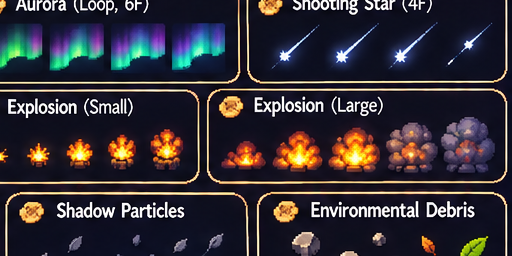 Aurora (Loop, 6F)
Shooting Star (4F)
Explosion (Small)
Explosion (Large)
Shadow Particles
Environmental Debris